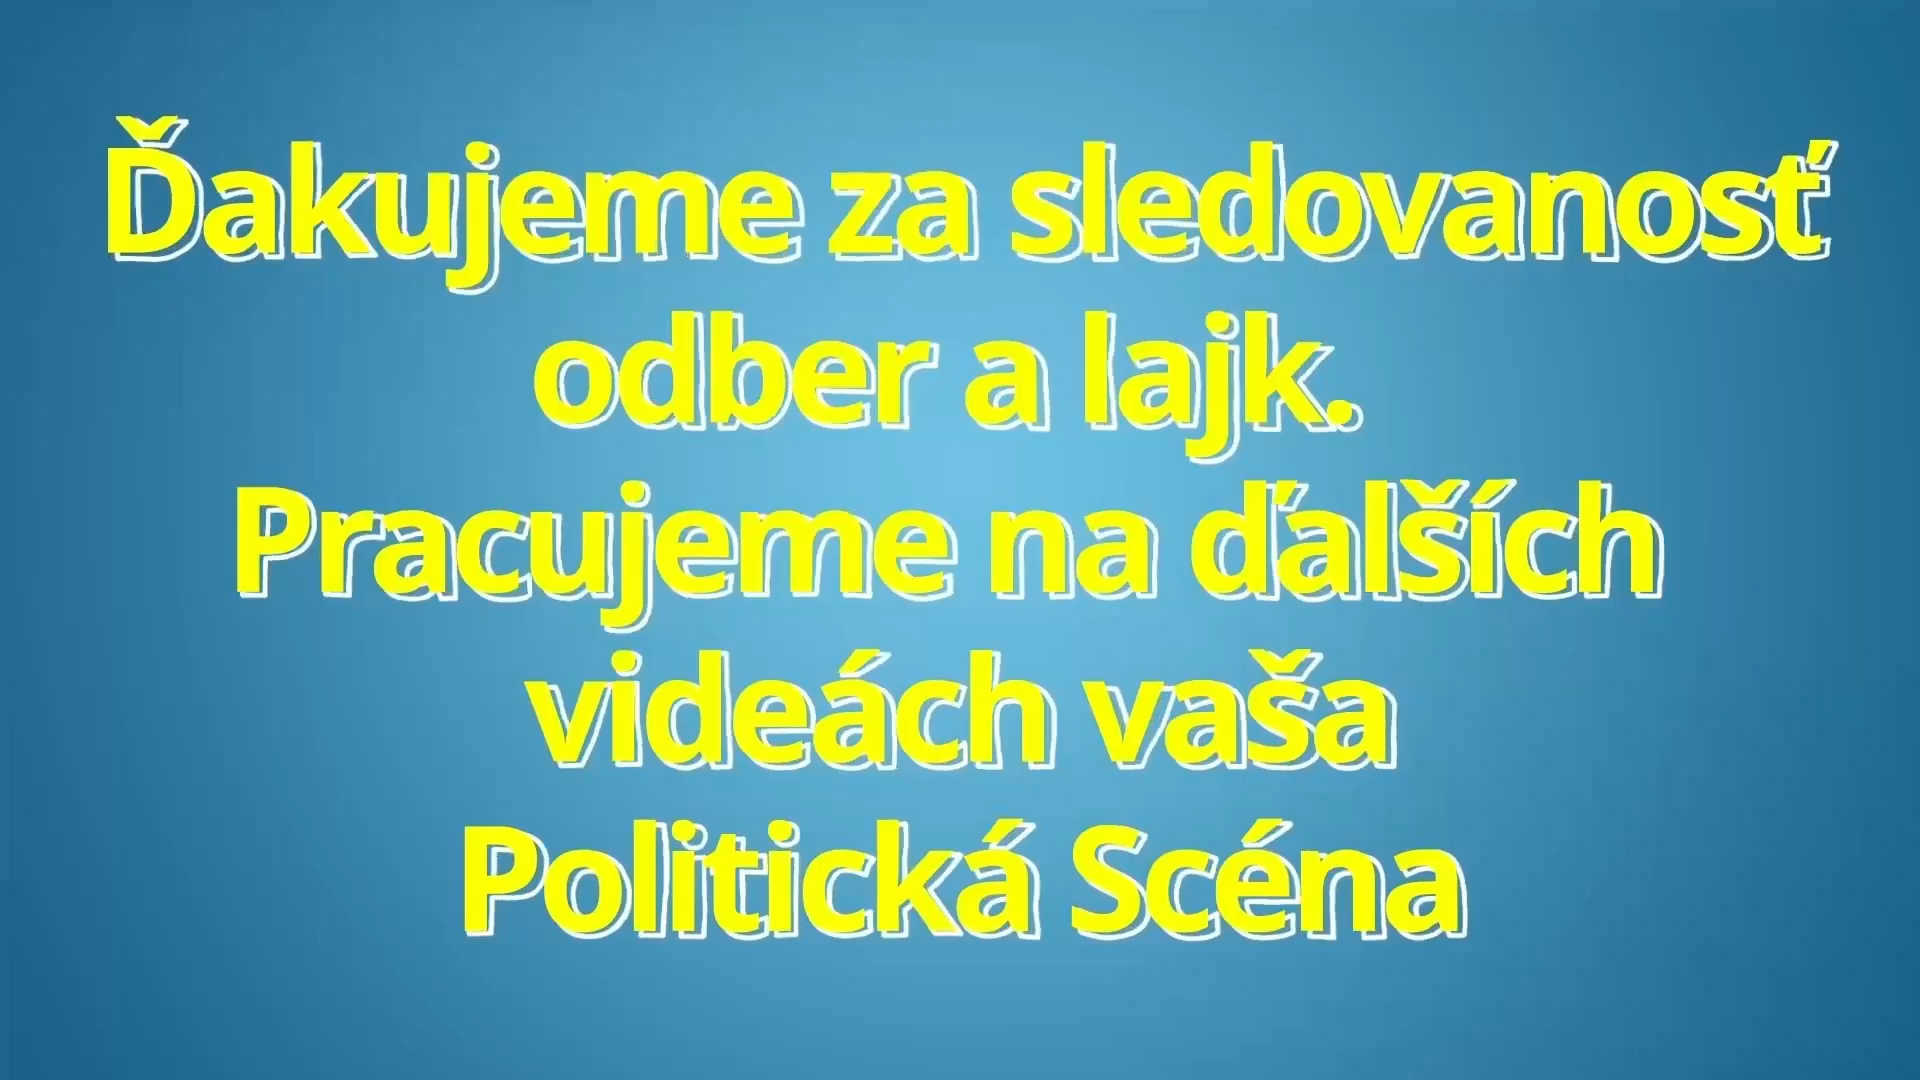 Ďakujeme za sledovanosť
odber a lajk.
Pracujeme na ďalších
videách vaša
Politická Scéna